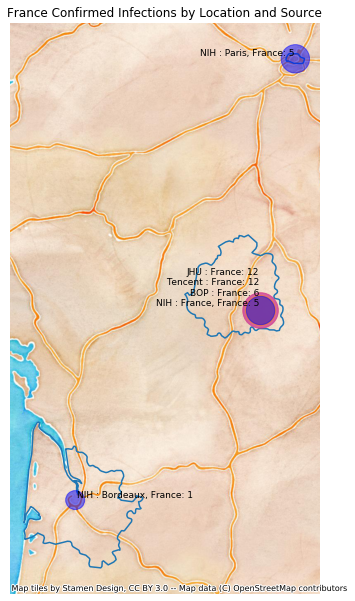 France Confirmed Infections by Location and Source
NIH : Paris, France: 5
JHU : France: 12
Tencent : France: 12
BOP : France: 6
NIH : France, France: 5
NIH : Bordeaux, France: 1
Map tiles by Stamen Design, CC BY 3.0 -- Map data (C) OpenStreetMap contributors